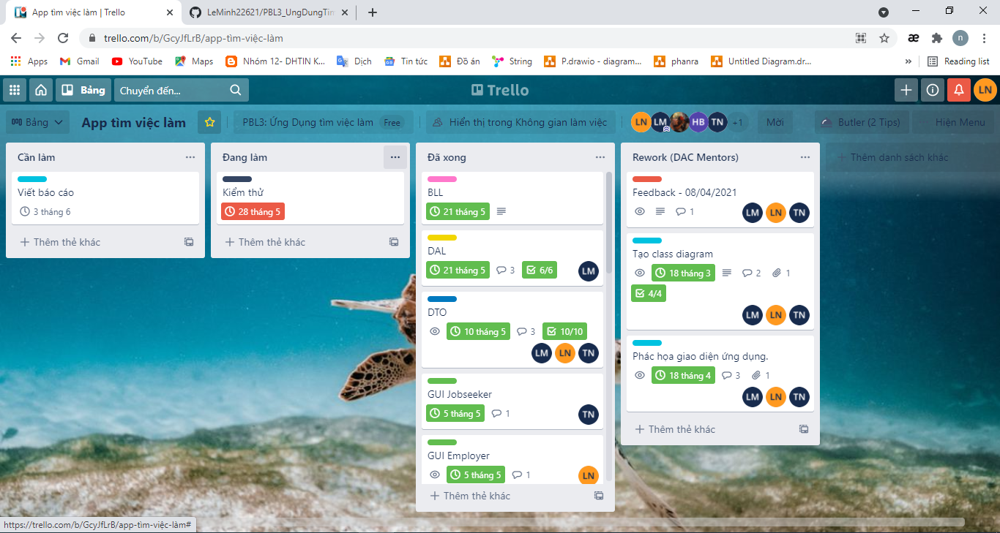 App tìm việc làm | Trello
LeMinh22621/PBL3_UngDungTìm
trello.com/b/GcyJfLrB/app-tìm-việc-làm
æ
n
Apps
Gmail
YouTube
Maps
Nhóm 12- DHTIN K...
Dịch
Tin tức
Đồ án
String
P.drawio - diagram...
phanra
Untitled Diagram.dr...
»
Reading list
Bảng
Chuyển đến...
Trello
LN
Bảng
App tìm việc làm
PBL3: Ứng Dụng tìm việc làm
Free
Hiển thị trong Không gian làm việc
LN
LM
HB
TN
+1
Mời
Butler (2 Tips)
Hiện Menu
Cần làm
Viết báo cáo
3 tháng 6
Thêm thẻ khác
Đang làm
Kiểm thử
28 tháng 5
Thêm thẻ khác
Đã xong
BLL
21 tháng 5
DAL
21 tháng 5
3
6/6
LM
DTO
10 tháng 5
3
10/10
LM
LN
TN
GUI Jobseeker
5 tháng 5
1
TN
GUI Employer
5 tháng 5
1
LN
Thêm thẻ khác
Rework (DAC Mentors)
Feedback - 08/04/2021
1
LM
LN
TN
Tạo class diagram
18 tháng 3
2
1
4/4
LM
LN
TN
Phác họa giao diện ứng dụng.
18 tháng 4
3
1
LM
LN
TN
Thêm thẻ khác
Thêm danh sách khác
https://trello.com/b/GcyJfLrB/app-tìm-việc-làm#